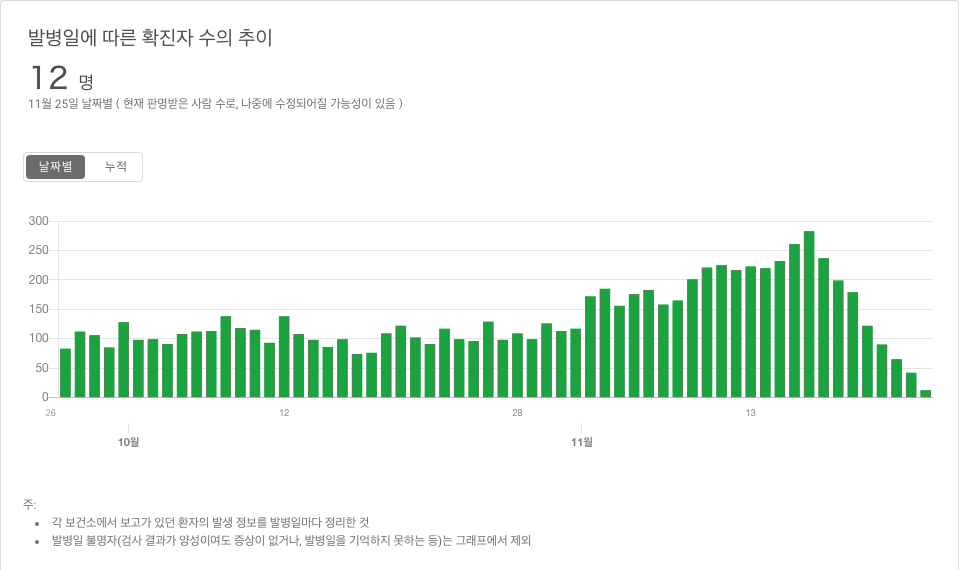 발병일에 따른 확진자 수의 추이
12 명
11월 25일 날짜별 ( 현재 판명받은 사람 수로, 나중에 수정되어질 가능성이 있음 )
날짜별 누적
300
250
200
150
100
50
0
26 12 28 13
10월 11월
주:
• 각 보건소에서 보고가 있던 환자의 발생 정보를 발병일마다 정리한 것
• 발병일 불명자(검사 결과가 양성이여도 증상이 없거나, 발병일을 기억하지 못하는 등)는 그래프에서 제외